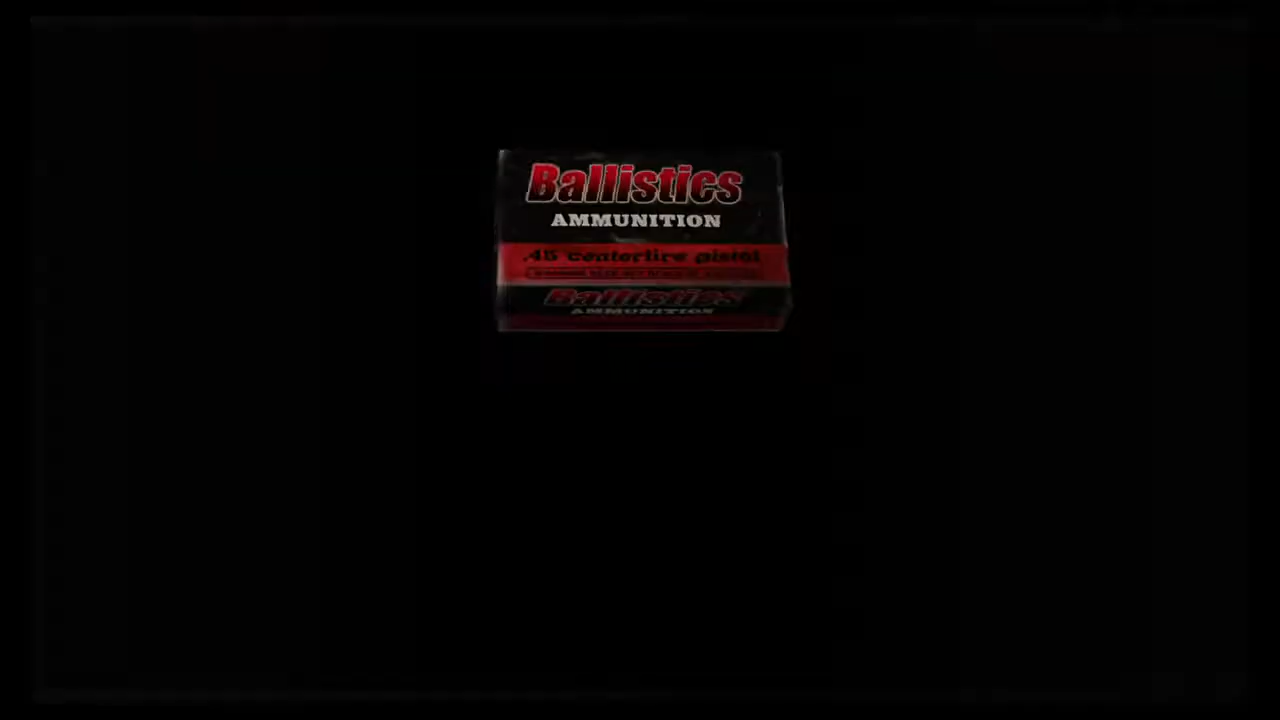 Ballistics
AMMUNITION
.45 centerfire pistol
Ballistics
AMMUNITION